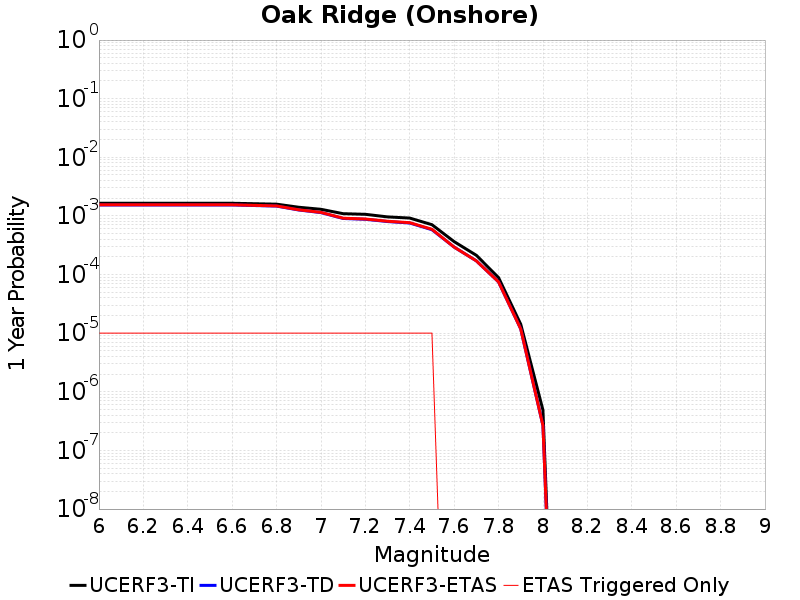 Oak Ridge (Onshore)
10^0
10^-1
10^-2
10^-3
10^-4
10^-5
10^-6
10^-7
10^-8
1 Year Probability
6 6.2 6.4 6.6 6.8 7 7.2 7.4 7.6 7.8 8 8.2 8.4 8.6 8.8 9
Magnitude
UCERF3-TI UCERF3-TD UCERF3-ETAS ETAS Triggered Only